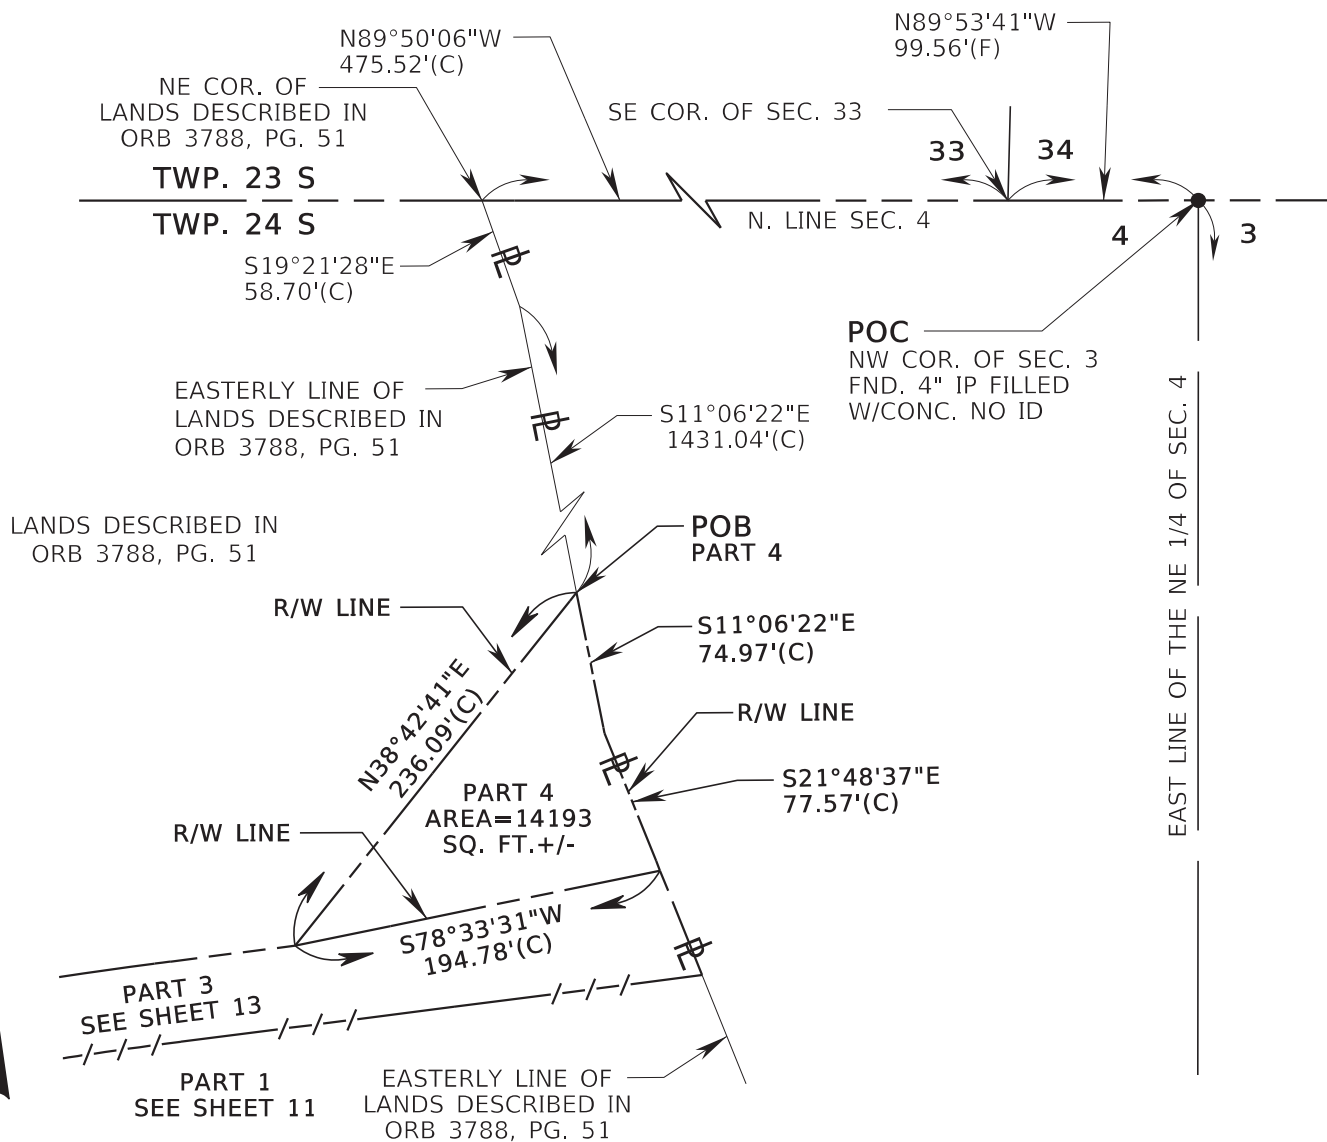 N89°50'06"W
475.52'(C)
N89°53'41"W
99.56'(F)
NE COR. OF
LANDS DESCRIBED IN
ORB 3788, PG. 51
SE COR. OF SEC. 33
33
34
TWP. 23 S
TWP. 24 S
N. LINE SEC. 4
4
3
S19°21'28"E
58.70'(C)
POC
NW COR. OF SEC. 3
FND. 4" IP FILLED
W/CONC. NO ID
EASTERLY LINE OF
LANDS DESCRIBED IN
ORB 3788, PG. 51
S11°06'22"E
1431.04'(C)
EAST LINE OF THE NE 1/4 OF SEC. 4
LANDS DESCRIBED IN
ORB 3788, PG. 51
POB
PART 4
R/W LINE
S11°06'22"E
74.97'(C)
N38°42'41"E
236.09'(C)
R/W LINE
S21°48'37"E
77.57'(C)
PART 4
AREA=14193
SQ. FT.+/-
R/W LINE
S78°33'31"W
194.78'(C)
PART 3
SEE SHEET 13
PART 1
SEE SHEET 11
EASTERLY LINE OF
LANDS DESCRIBED IN
ORB 3788, PG. 51